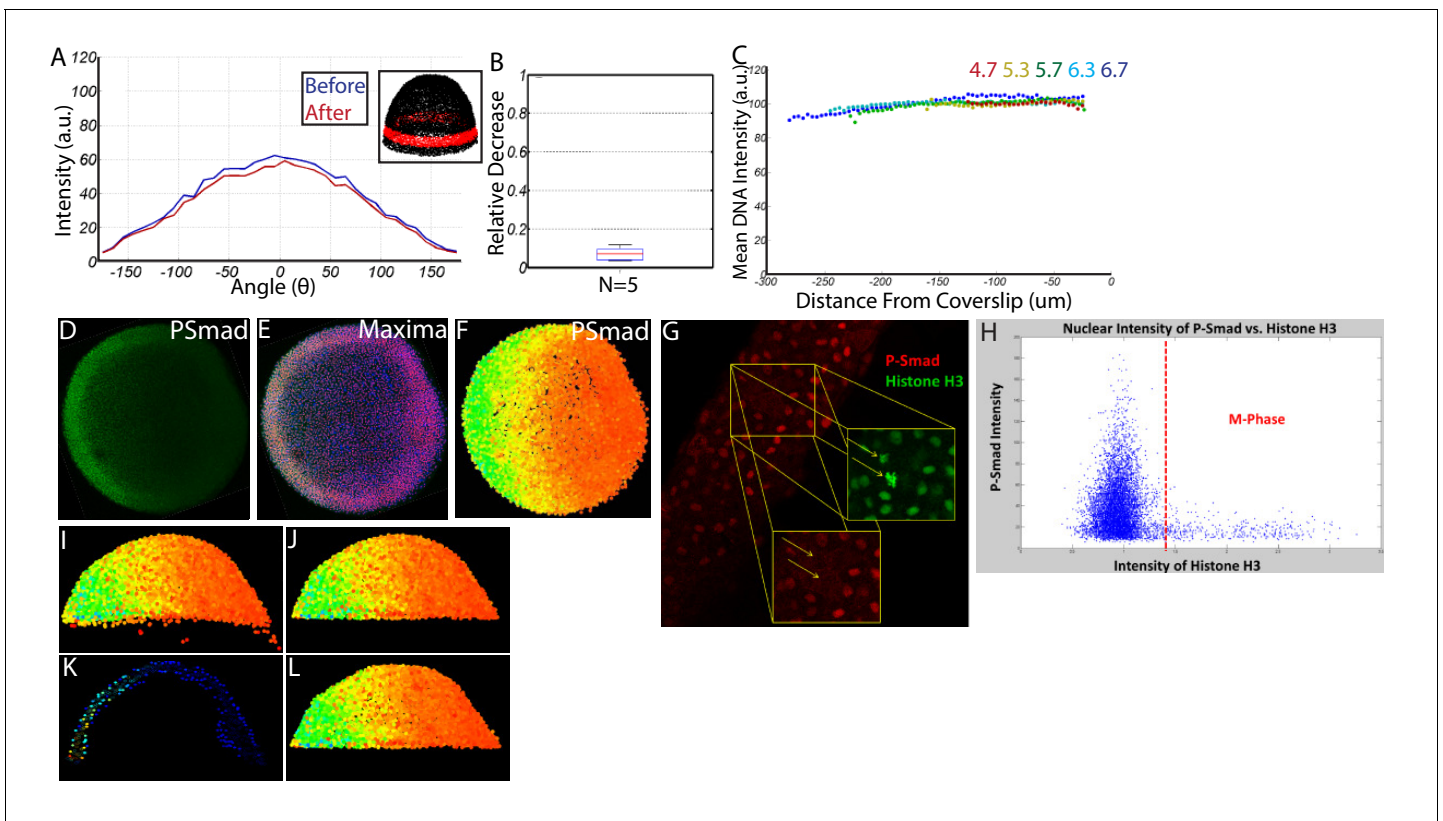 A
120
100
80
60
40
20
0
Intensity (a.u.)
-150 -100 -50 0 50 100 150
Angle (θ)
Before
After
B
1
0.8
0.6
0.4
0.2
0
Relative Decrease
N=5
C
4.7 5.3 5.7 6.3 6.7
120
100
80
60
40
20
0
Mean DNA Intensity (a.u.)
-300 -250 -200 -150 -100 -50 0
Distance From Coverslip (um)
D PSmad
E Maxima
F PSmad
G
P-Smad
Histone H3
H
Nuclear Intensity of P-Smad vs. Histone H3
P-Smad Intensity
M-Phase
Intensity of Histone H3
I
J
K
L